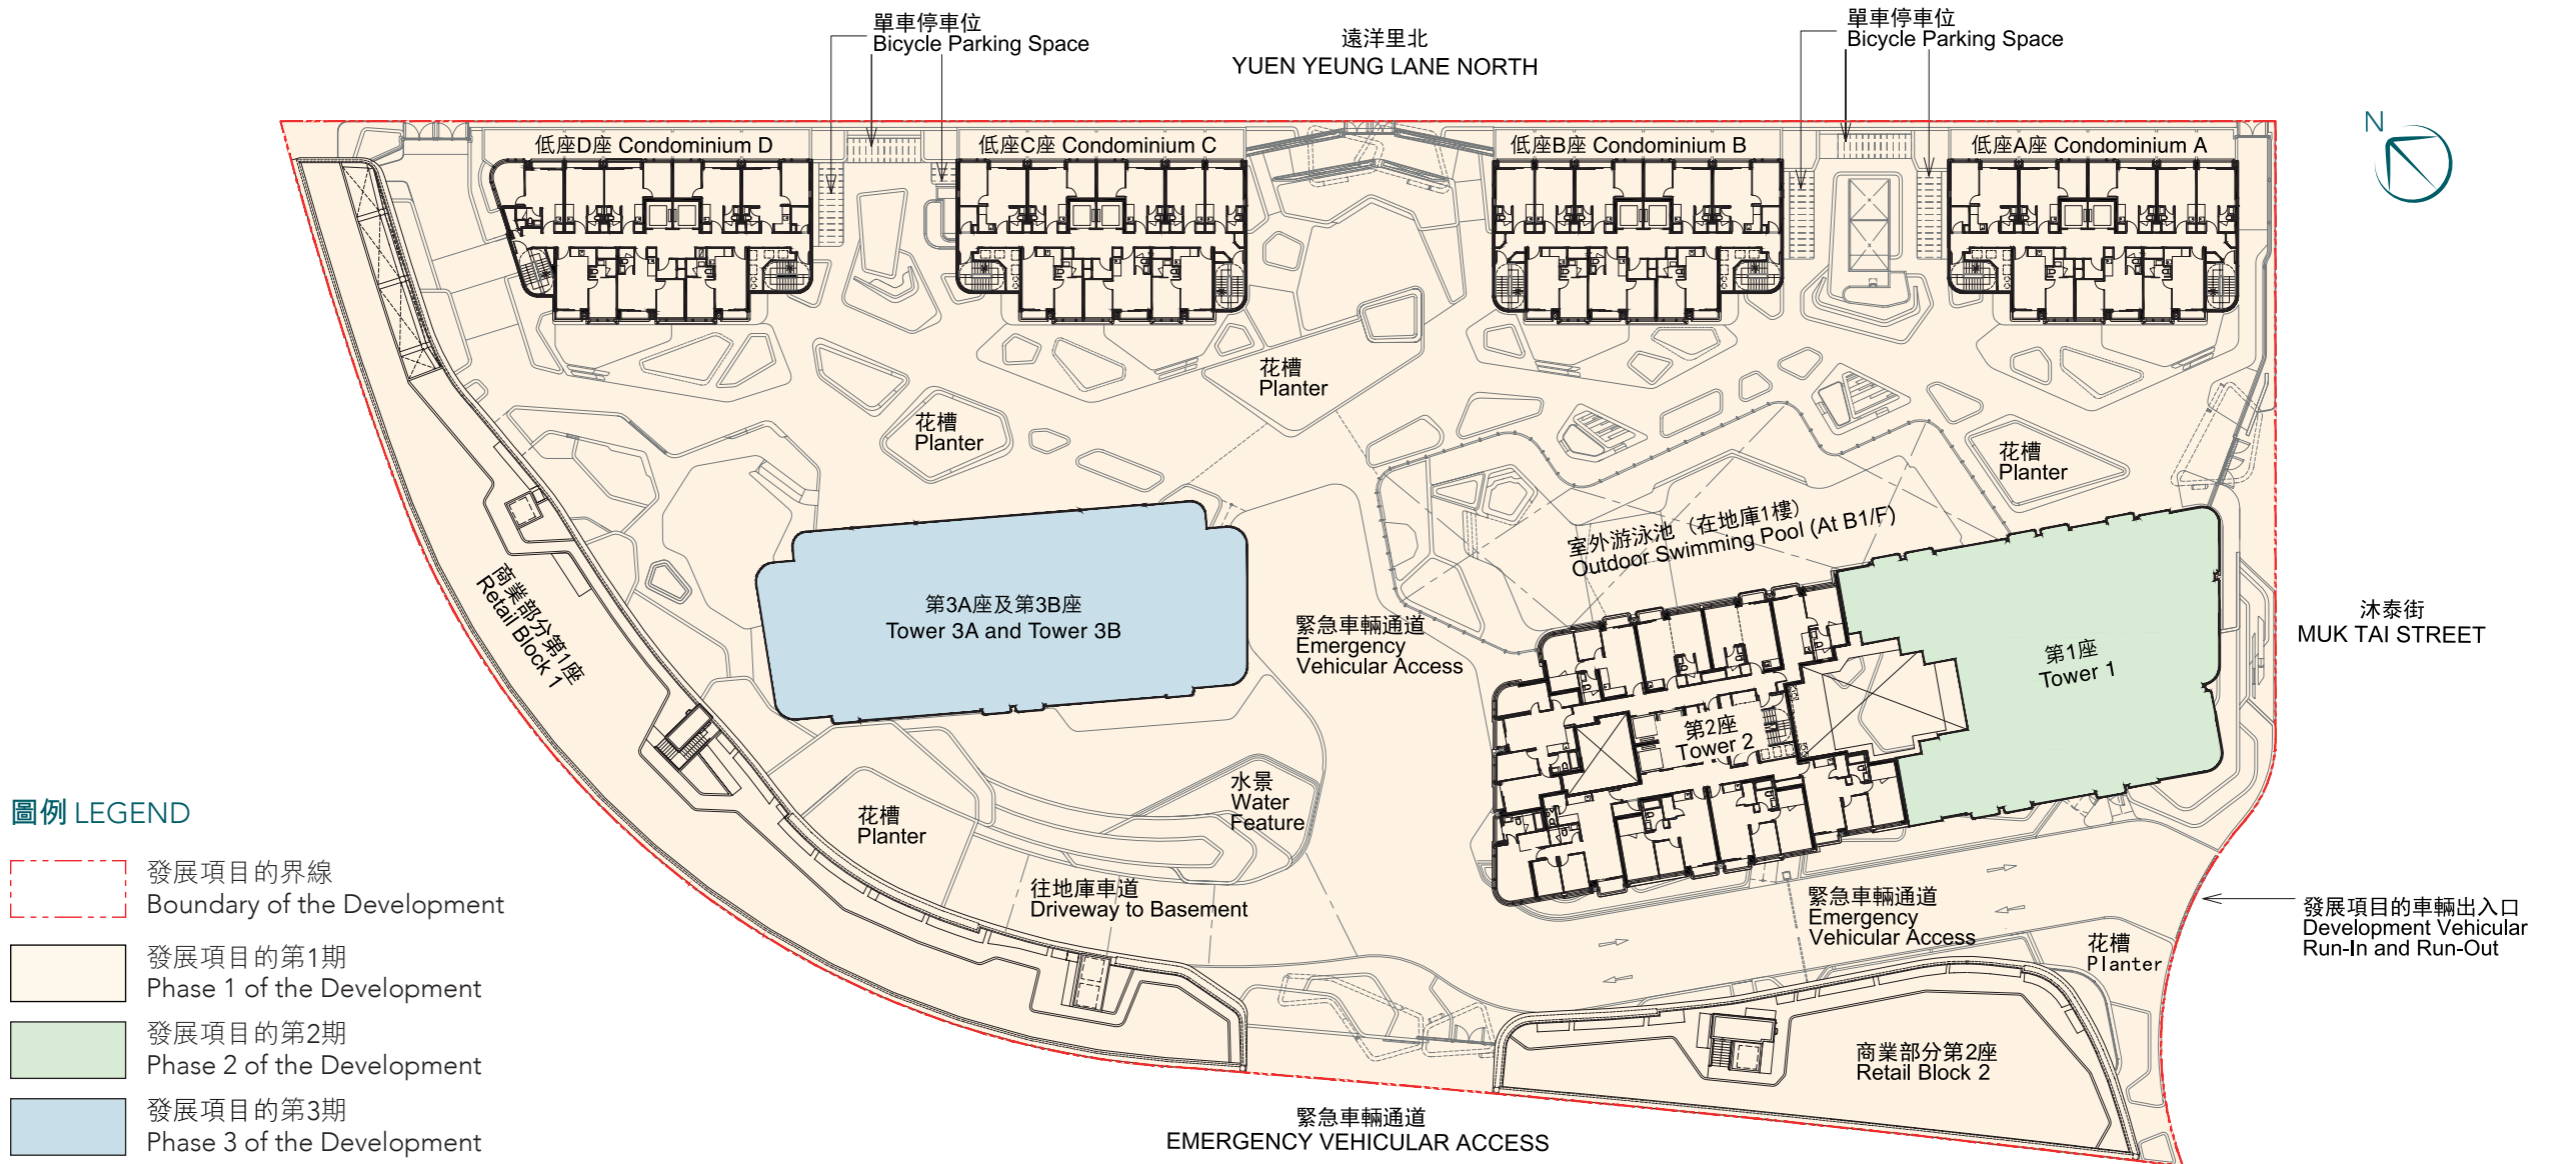 單車停車位
Bicycle Parking Space
遠洋里北
YUEN YEUNG LANE NORTH
單車停車位
Bicycle Parking Space
N
低座D座 Condominium D
低座C座 Condominium C
低座B座 Condominium B
低座A座 Condominium A
花槽
Planter
花槽
Planter
花槽
Planter
室外游泳池（在地庫1樓）
Outdoor Swimming Pool (At B1/F)
商業部分第1座
Retail Block 1
第3A座及第3B座
Tower 3A and Tower 3B
緊急車輛通道
Emergency
Vehicular Access
第1座
Tower 1
沐泰街
MUK TAI STREET
第2座
Tower 2
水景
Water
Feature
花槽
Planter
往地庫車道
Driveway to Basement
緊急車輛通道
Emergency
Vehicular Access
發展項目的車輛出入口
Development Vehicular
Run-In and Run-Out
花槽
Planter
商業部分第2座
Retail Block 2
緊急車輛通道
EMERGENCY VEHICULAR ACCESS
圖例 LEGEND
發展項目的界線
Boundary of the Development
發展項目的第1期
Phase 1 of the Development
發展項目的第2期
Phase 2 of the Development
發展項目的第3期
Phase 3 of the Development